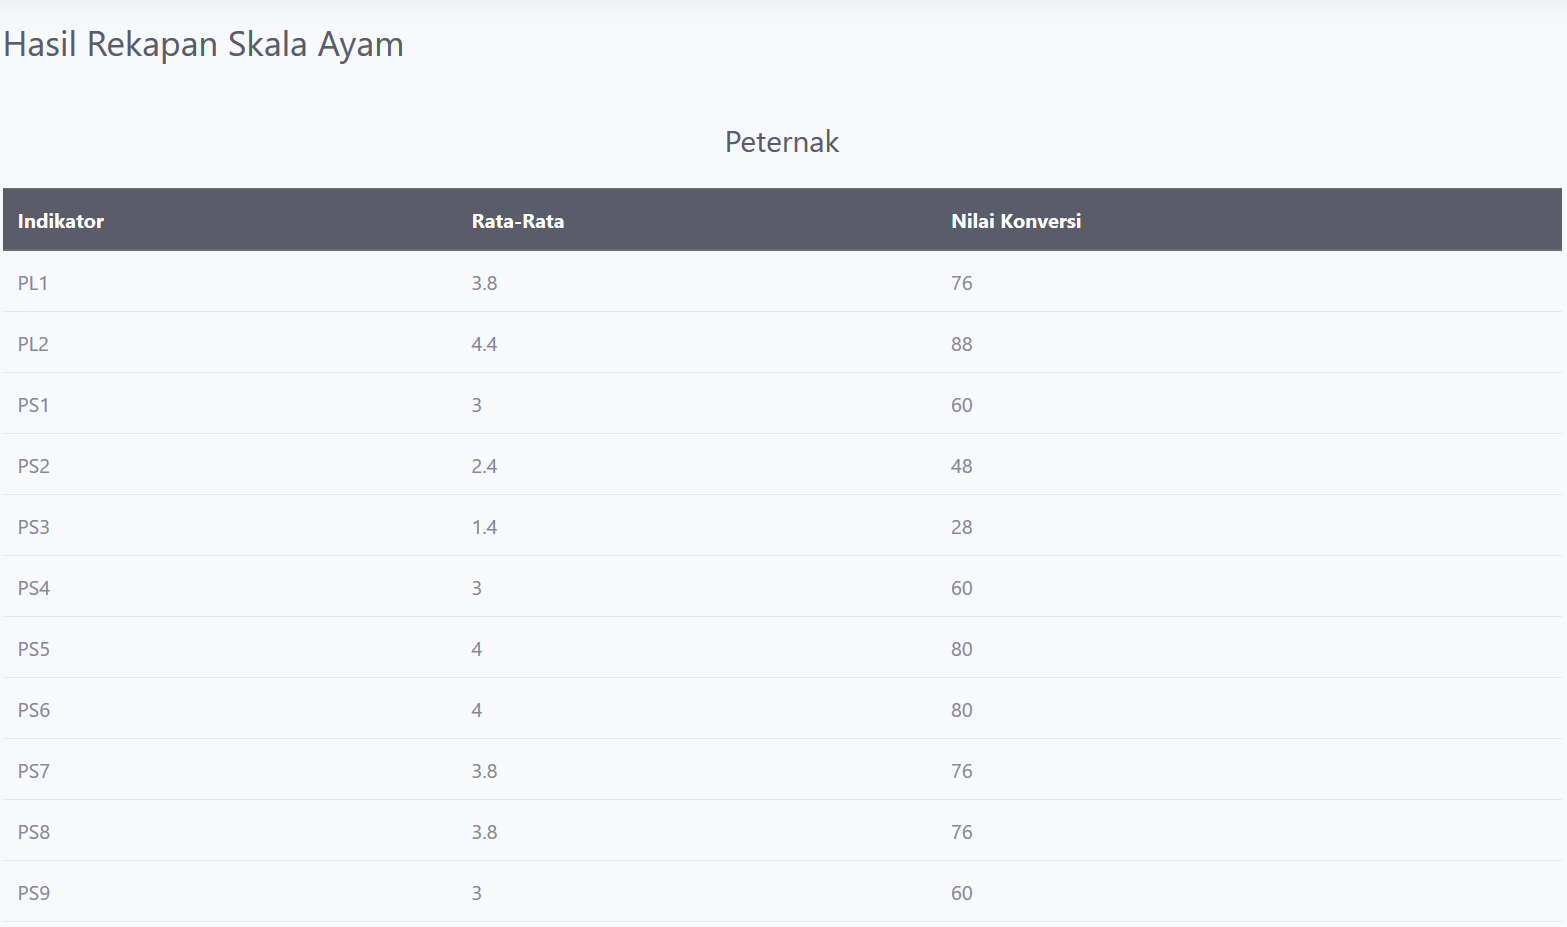 Hasil Rekapan Skala Ayam
Peternak
Indikator Rata-Rata Nilai Konversi
PL1 3.8 76
PL2 4.4 88
PS1 3 60
PS2 2.4 48
PS3 1.4 28
PS4 3 60
PS5 4 80
PS6 4 80
PS7 3.8 76
PS8 3.8 76
PS9 3 60